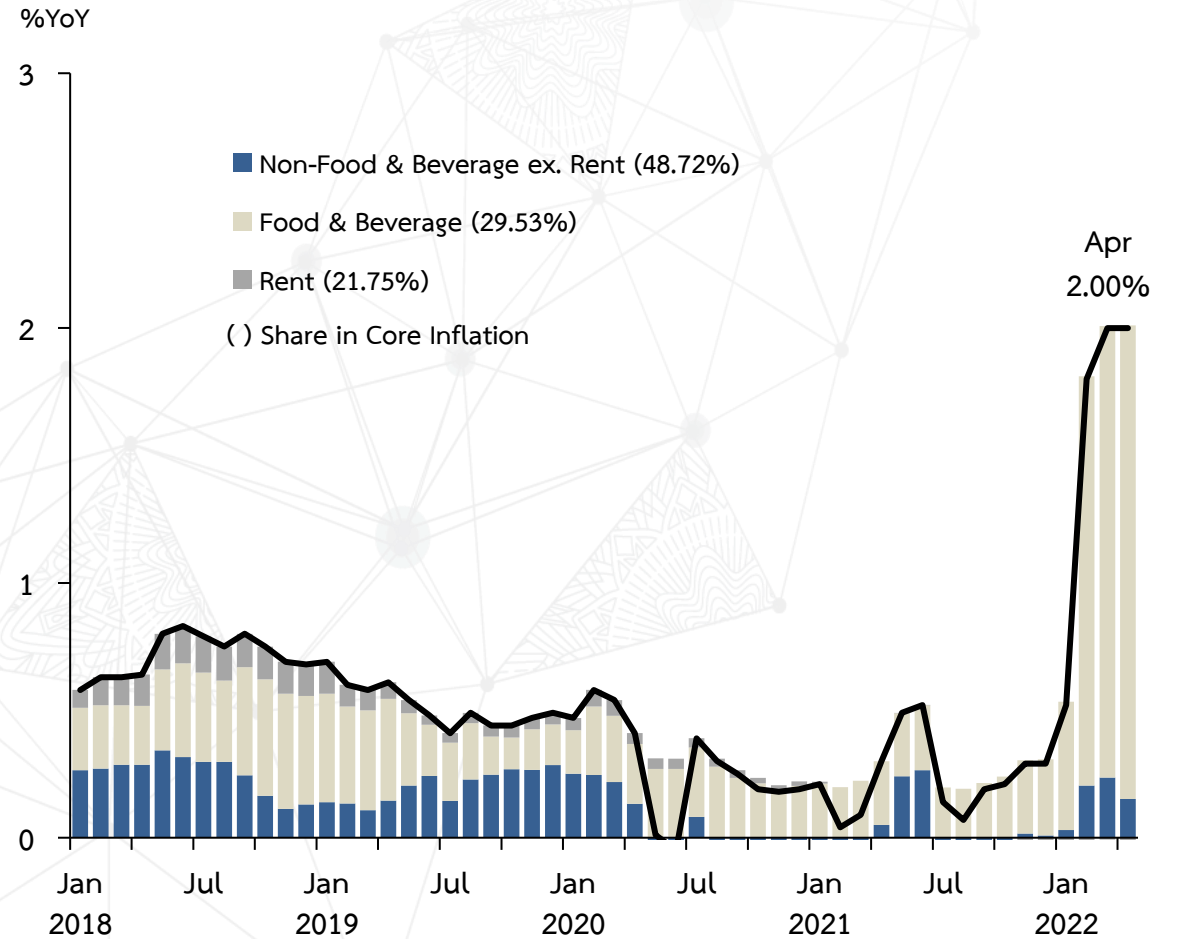 %YoY
3
Non-Food & Beverage ex. Rent (48.72%)
Food & Beverage (29.53%)
Apr
2.00%
Rent (21.75%)
2
( ) Share in Core Inflation
1
0
Jan Jul Jan Jul Jan Jul Jan Jul Jan
2018 2019 2020 2021 2022